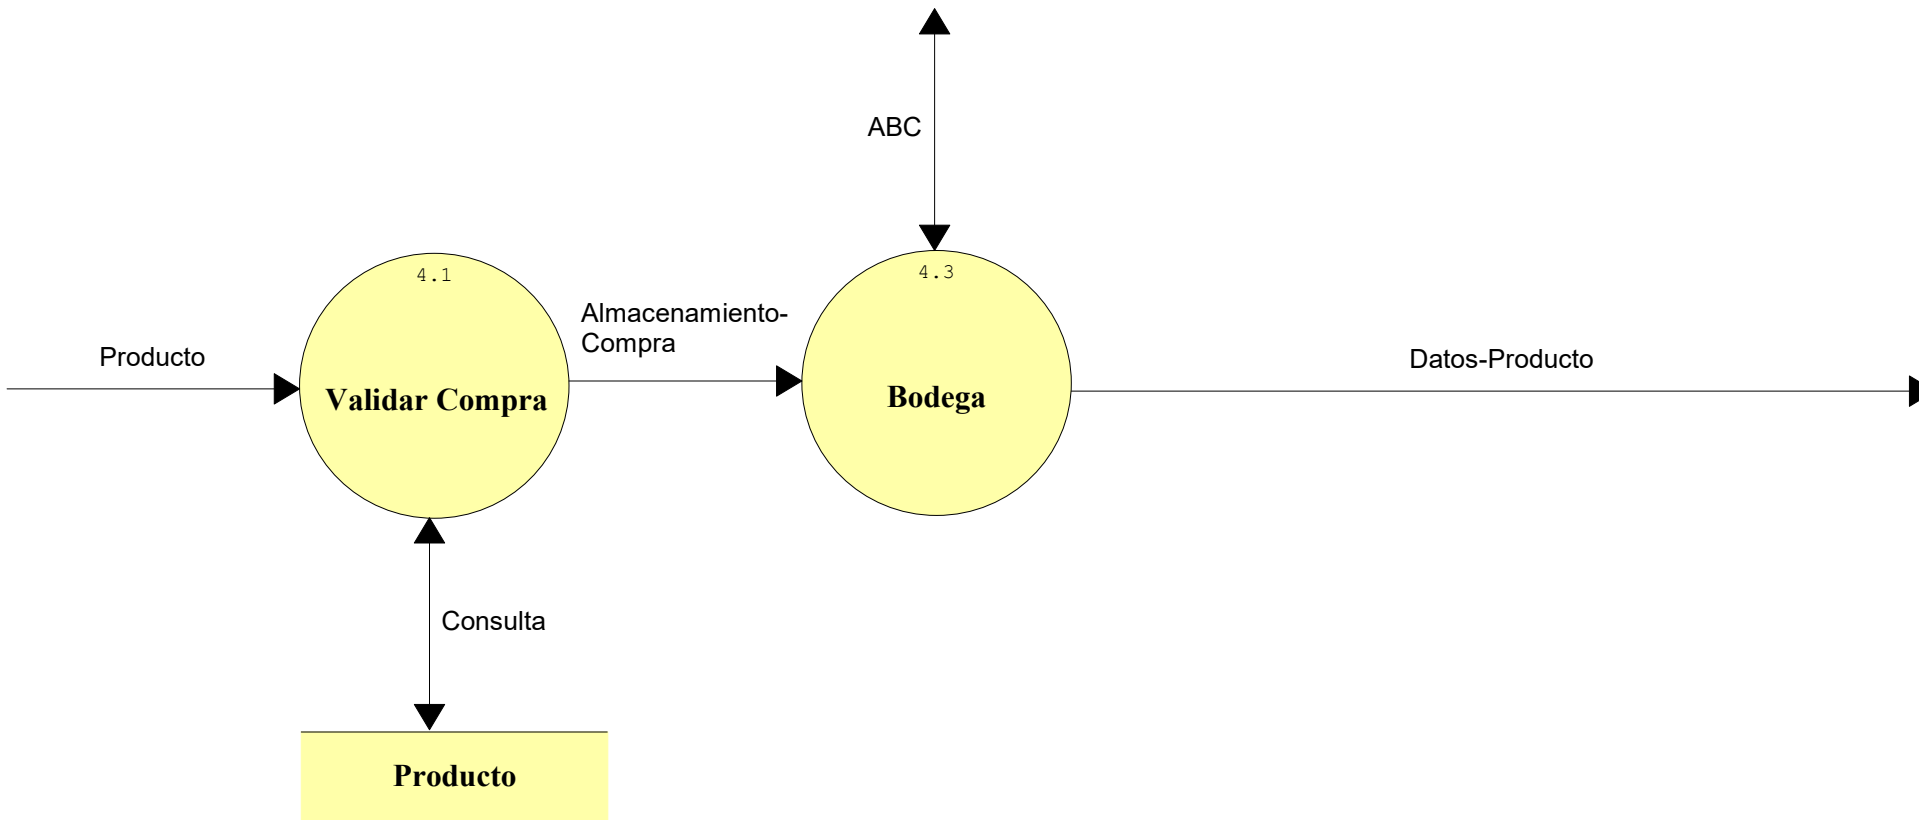 ABC
4.1
4.3
Almacenamiento-
Compra
Producto
Datos-Producto
Validar Compra
Bodega
Consulta
Producto